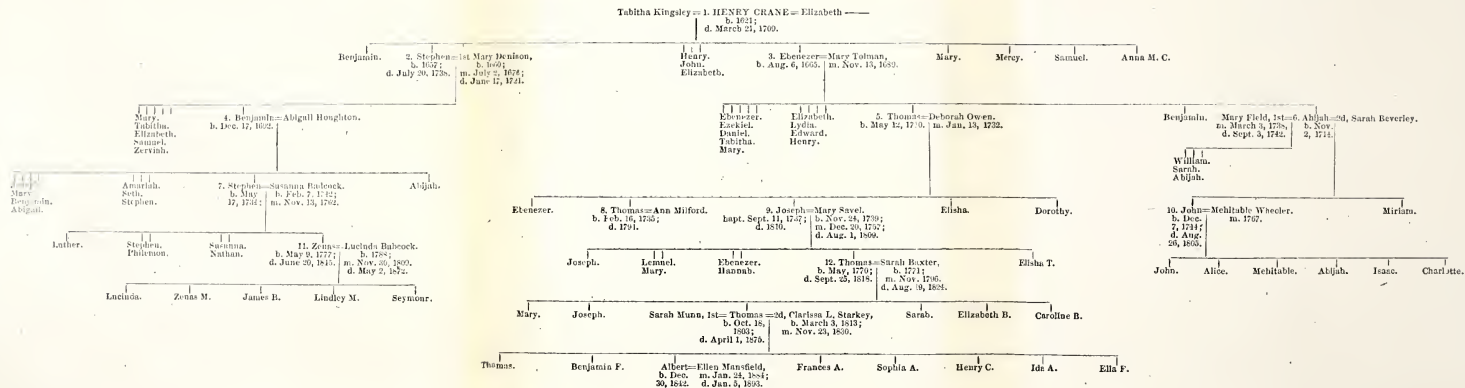 Tabitha Kingsley = 1. HENRY CRANE = Elizabeth ——
b. 1621;
d. March 21, 1709.
Benjamin.
2. Stephen=1st Mary Denison,
b. 1657;
d. July 20, 1738.
b. 1660;
m. July 2, 1676;
d. June 17, 1721.
Henry.
John.
Elizabeth.
3. Ebenezer=Mary Tolman,
b. Aug. 6, 1665.
m. Nov. 13, 1689.
Mary.
Mercy.
Samuel.
Anna M. C.
Mary.
Tabitha.
Elizabeth.
Samuel.
Zerviah.
4. Benjamin=Abigail Houghton.
b. Dec. 17, 1692.
Ebenezer.
Ezekiel.
Daniel.
Tabitha.
Mary.
Elizabeth.
Lydia.
Edward.
Henry.
5. Thomas=Deborah Owen.
b. May 12, 1710.
m. Jan. 13, 1732.
Benjamin.
Mary Field, 1st=6. Abijah=2d, Sarah Beverley.
m. March 3, 1738,
d. Sept. 3, 1742.
b. Nov.
2, 1714.
William.
Sarah.
Abijah.
Joseph.
Mary.
Benjamin.
Abigail.
Amariah.
Seth.
Stephen.
7. Stephen=Susanna Badcock.
b. May
17, 1734;
b. Feb. 7, 1742;
m. Nov. 13, 1762.
Abijah.
Ebenezer.
8. Thomas=Ann Milford.
b. Feb. 16, 1735;
d. 1794.
9. Joseph=Mary Savel.
bapt. Sept. 11, 1737;
d. 1810.
b. Nov. 24, 1739;
m. Dec. 20, 1757;
d. Aug. 1, 1809.
Elisha.
Dorothy.
10. John=Mehitable Wheeler.
b. Dec.
7, 1744;
d. Aug.
26, 1803.
m. 1767.
Miriam.
Luther.
Stephen.
Philemon.
Susanna.
Nathan.
11. Zenas=Lucinda Babcock.
b. May 9, 1777;
d. June 20, 1845.
b. 1788;
m. Nov. 30, 1809.
d. May 2, 1872.
Joseph.
Lemuel.
Mary.
Ebenezer.
Hannah.
12. Thomas=Sarah Baxter,
b. May, 1770;
d. Sept. 25, 1818.
b. 1771;
m. Nov. 1796.
d. Aug. 19, 1824.
Elisha T.
John.
Alice.
Mehitable.
Abijah.
Isaac.
Charlotte.
Lucinda.
Zenas M.
James B.
Lindley M.
Seymour.
Mary.
Joseph.
Sarah Munn, 1st= Thomas =2d, Clarissa L. Starkey,
b. Oct. 18,
1803;
d. April 1, 1875.
b. March 3, 1813;
m. Nov. 23, 1830.
Sarah.
Elizabeth B.
Caroline B.
Thomas.
Benjamin F.
Albert=Ellen Mansfield,
b. Dec.
30, 1842.
m. Jan. 24, 1884;
d. Jan. 5, 1893.
Frances A.
Sophia A.
Henry C.
Ida A.
Ella F.